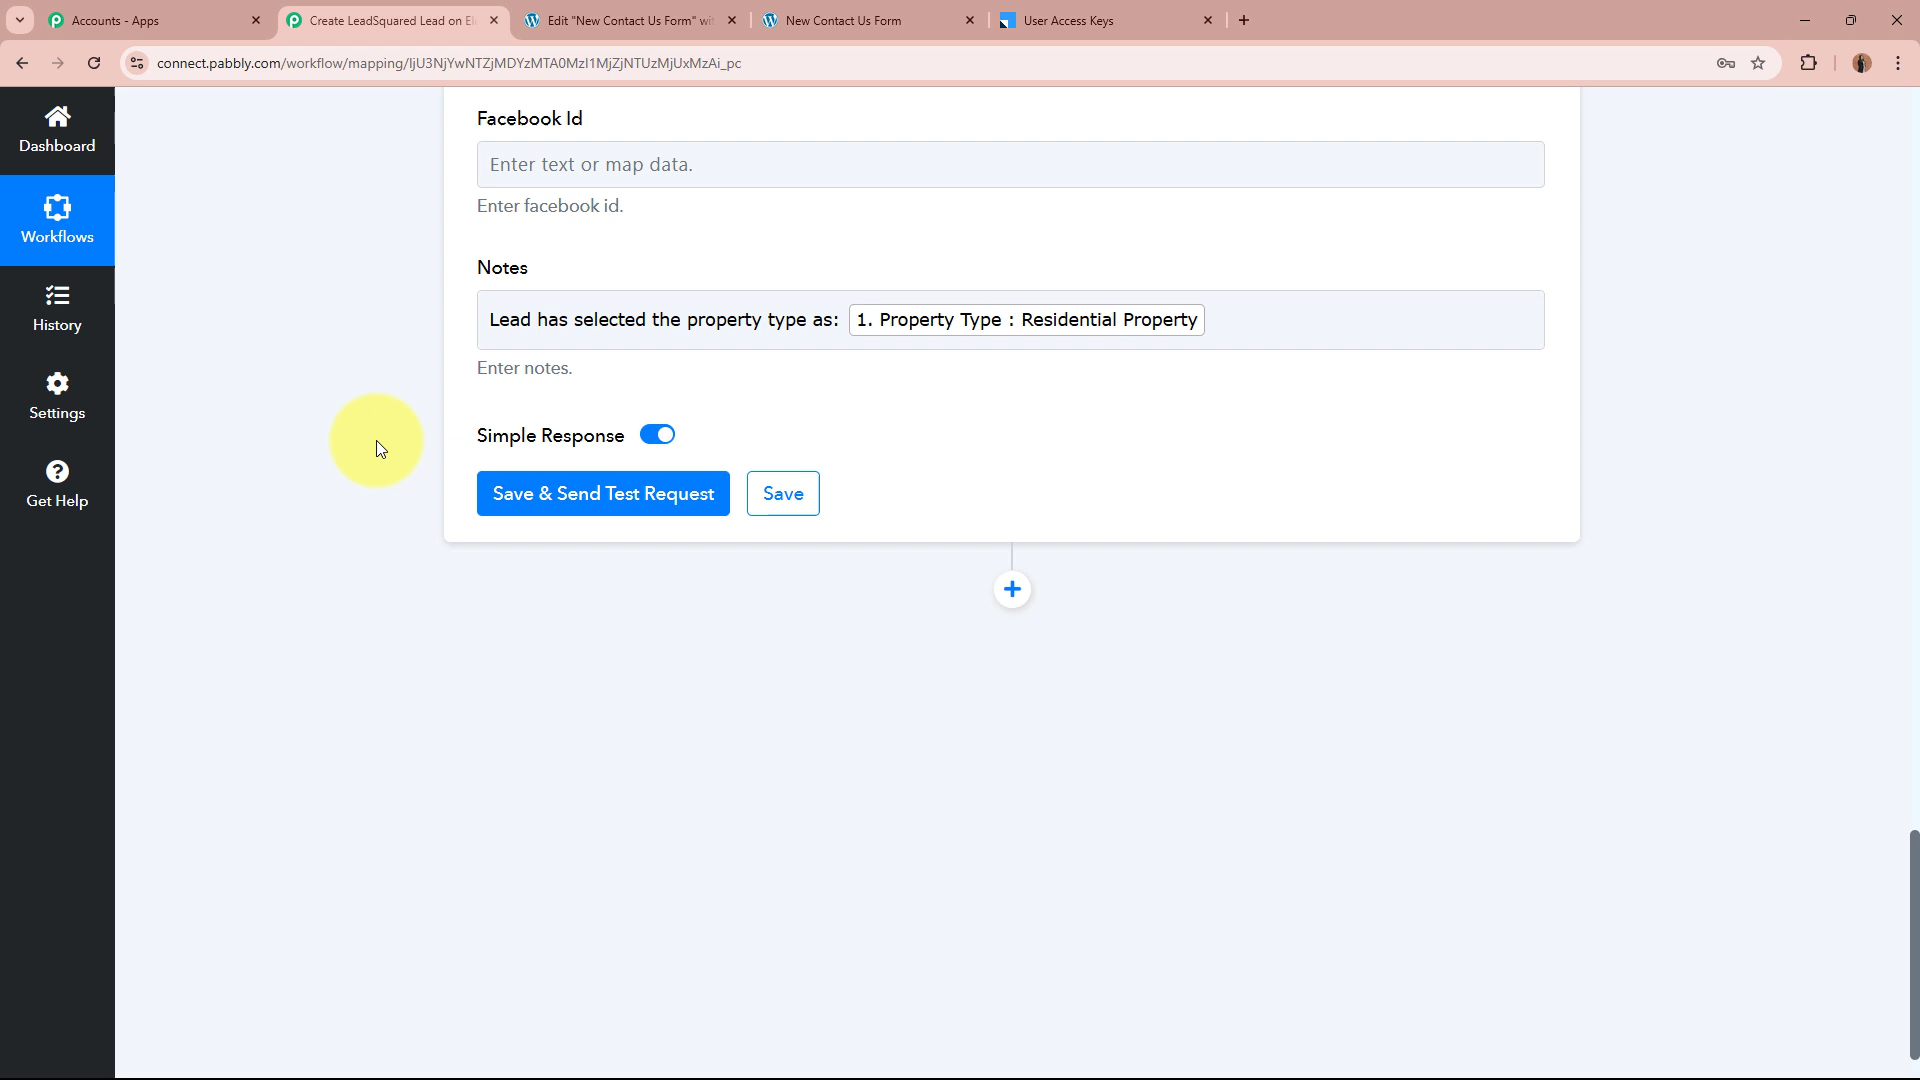 Accounts - Apps
Create LeadSquared Lead on El
Edit "New Contact Us Form" wi
New Contact Us Form
User Access Keys
connect.pabbly.com/workflow/mapping/IjU3NjYwNTZjMDYzMTA0MzI1MjZjNTUzMjUxMzAi_pc
Dashboard
Workflows
History
Settings
Get Help
Facebook Id
Enter text or map data.
Enter facebook id.
Notes
Lead has selected the property type as: 1. Property Type : Residential Property
Enter notes.
Simple Response
Save & Send Test Request
Save